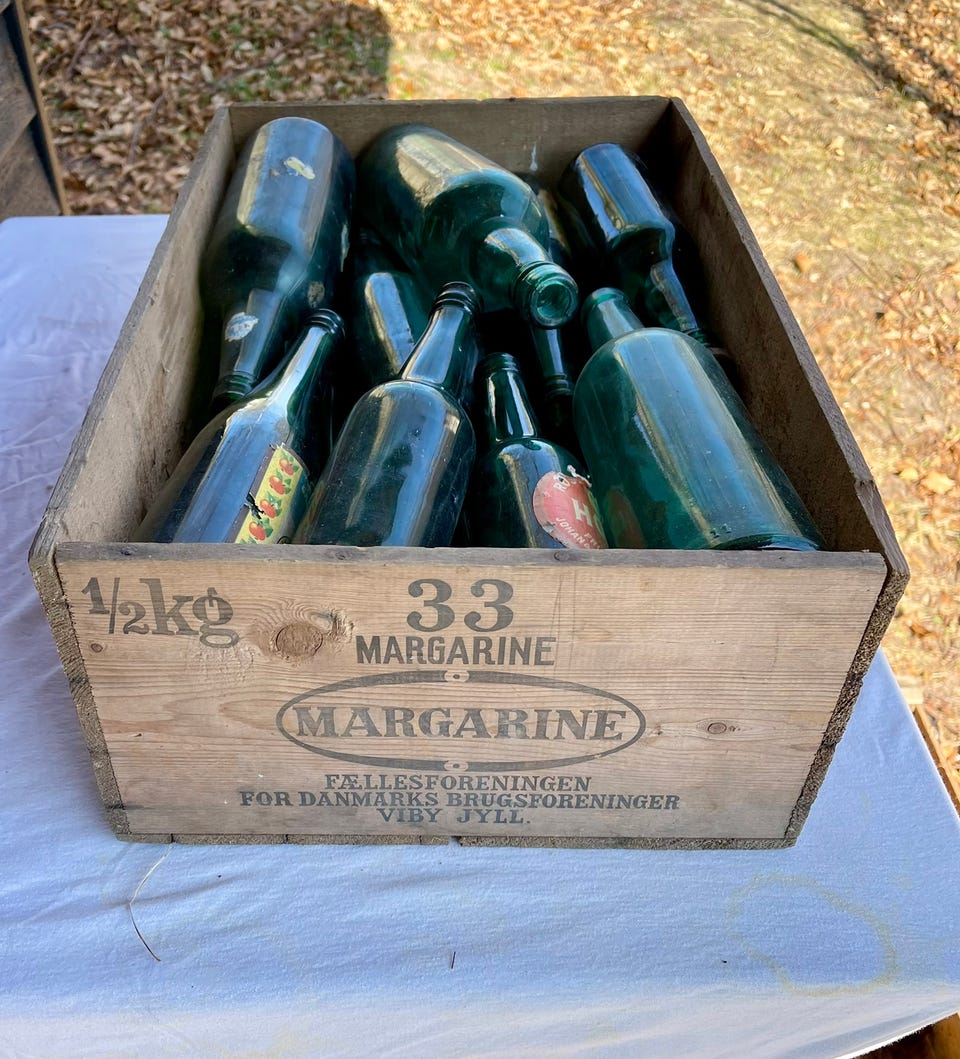 ½kg
33
MARGARINE
MARGARINE
FÆLLESFORENINGEN
FOR DANMARKS BRUGSFORENINGER
VIBY JYLL.